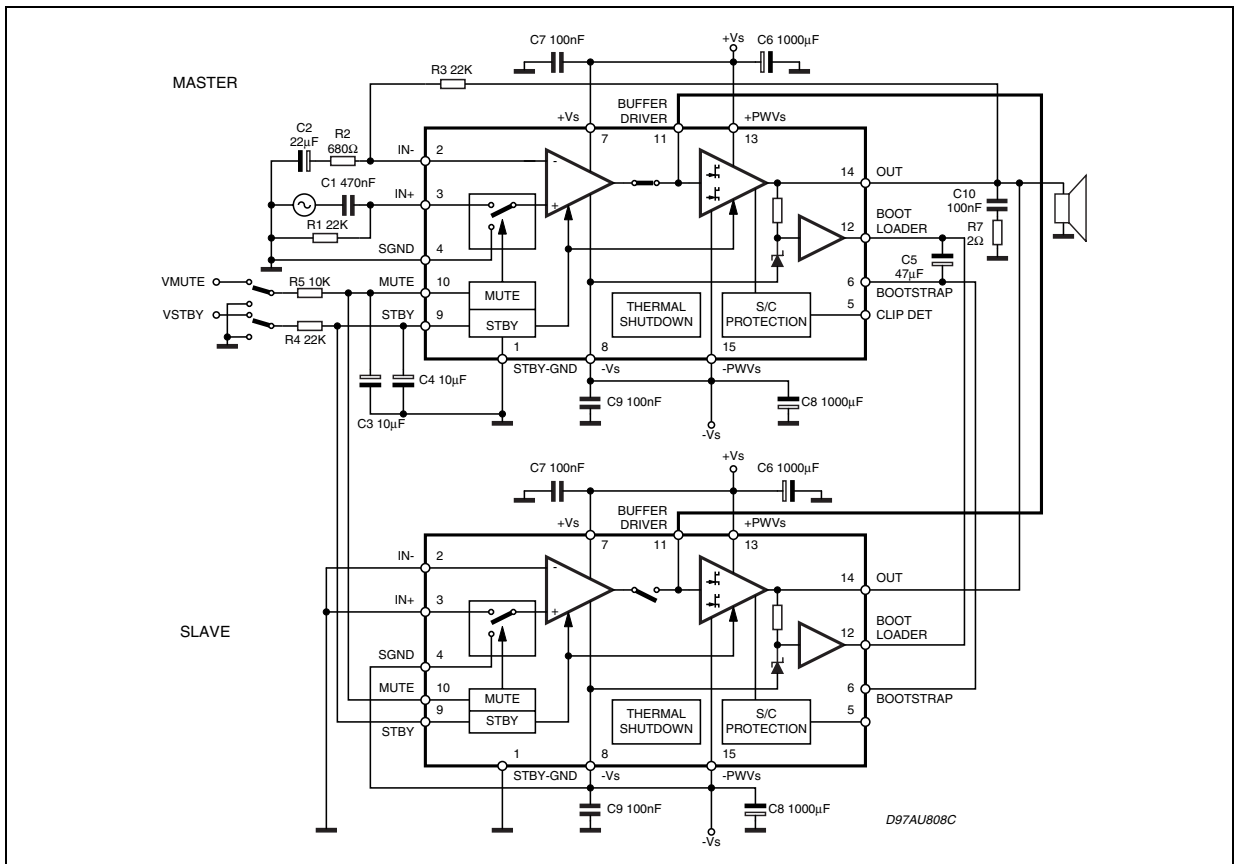 C7 100nF
+Vs
C6 1000µF
MASTER
R3 22K
BUFFER
DRIVER
+Vs
+PWVs
7
11
13
C2
22µF
R2
680Ω
IN-
2
-
14
OUT
C1 470nF
IN+
3
+
C10
100nF
R1 22K
R7
2Ω
SGND
4
12
BOOT
LOADER
C5
47µF
VMUTE
R5 10K
MUTE
10
MUTE
6
BOOTSTRAP
VSTBY
STBY
9
STBY
THERMAL
SHUTDOWN
S/C
PROTECTION
5
CLIP DET
R4 22K
1
8
15
STBY-GND
-Vs
-PWVs
C4 10µF
C3 10µF
C9 100nF
C8 1000µF
-Vs
+Vs
C7 100nF
C6 1000µF
BUFFER
DRIVER
+Vs
+PWVs
7
11
13
IN-
2
-
14
OUT
IN+
3
+
SLAVE
12
BOOT
LOADER
SGND
4
MUTE
10
MUTE
6
BOOTSTRAP
9
STBY
STBY
THERMAL
SHUTDOWN
S/C
PROTECTION
5
1
8
15
STBY-GND
-Vs
-PWVs
C9 100nF
C8 1000µF
-Vs
D97AU808C